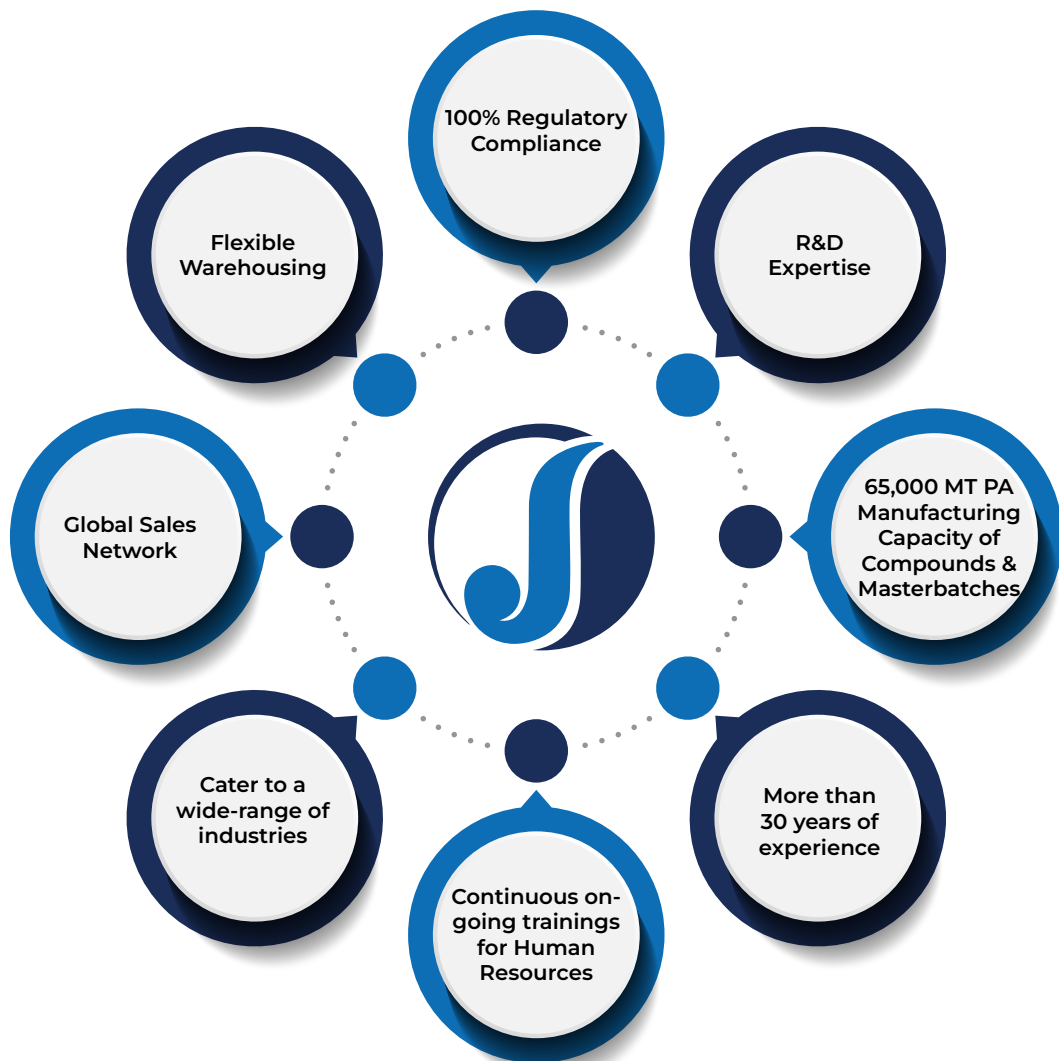 100% Regulatory
Compliance
R&D
Expertise
65,000 MT PA
Manufacturing
Capacity of
Compounds &
Masterbatches
More than
30 years of
experience
Continuous on-
going trainings
for Human
Resources
Cater to a
wide-range of
industries
Global Sales
Network
Flexible
Warehousing